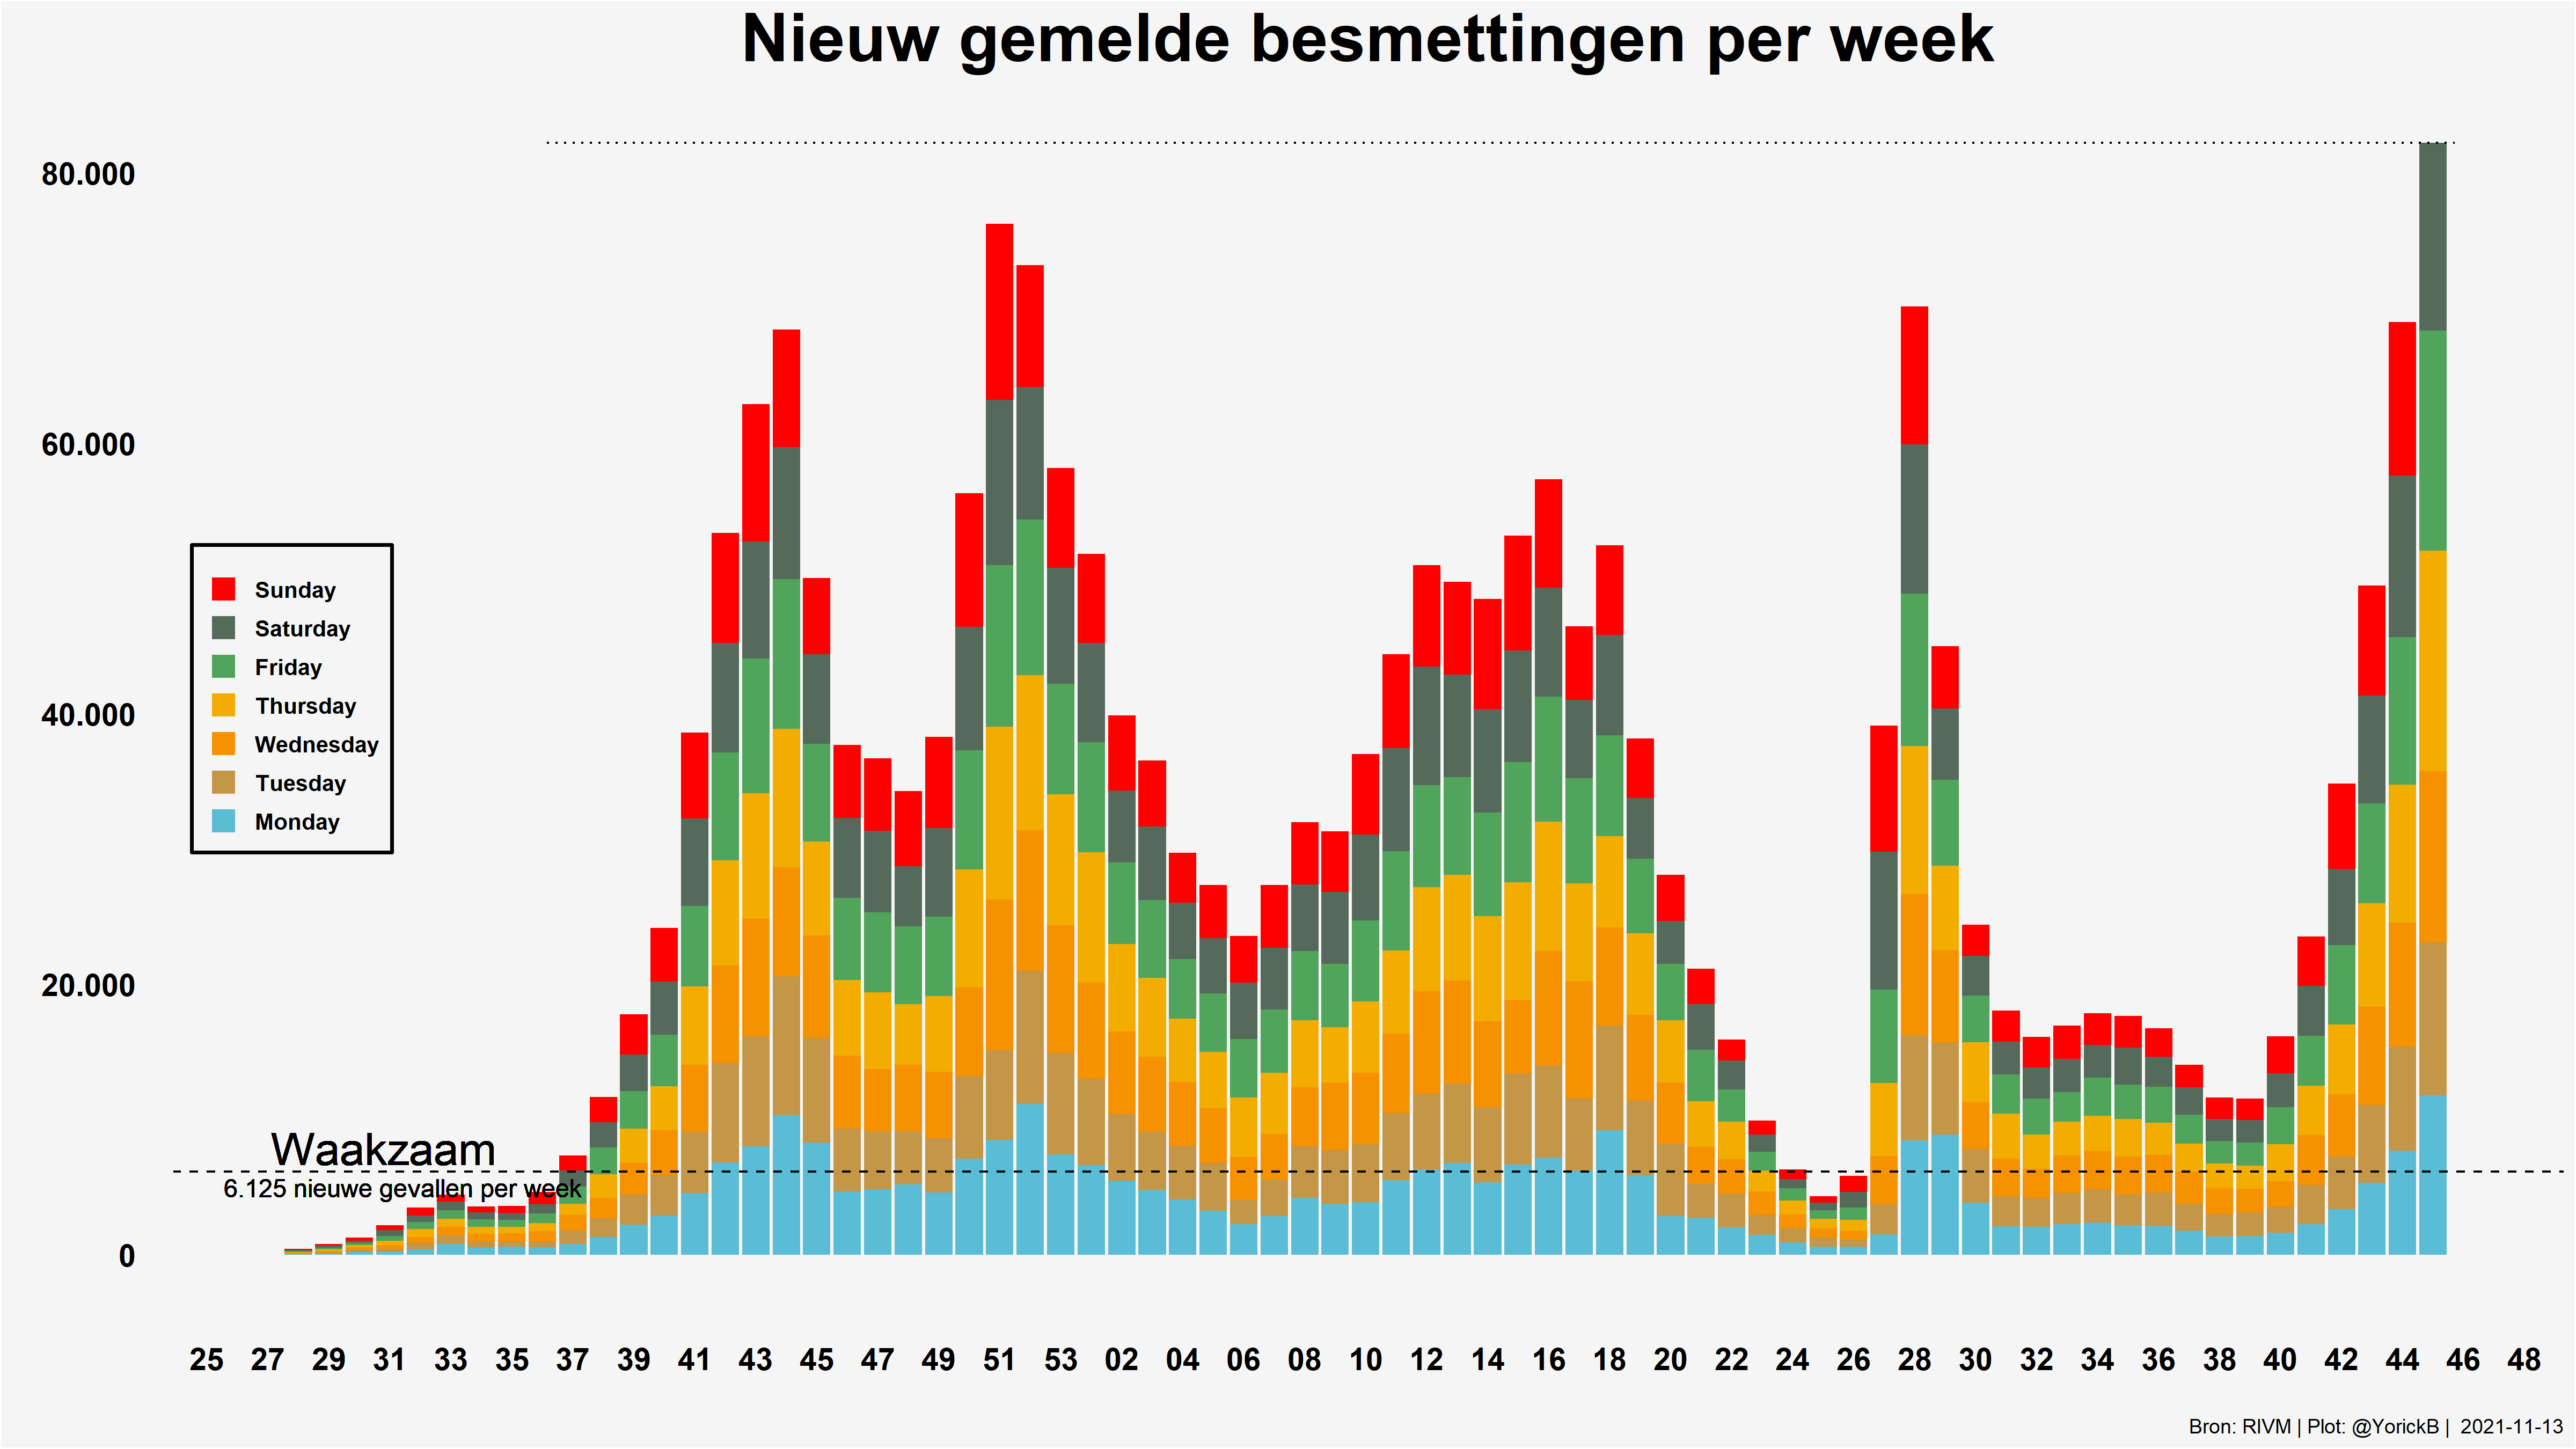 Nieuw gemelde besmettingen per week
80.000
60.000
40.000
20.000
0
Sunday
Saturday
Friday
Thursday
Wednesday
Tuesday
Monday
Waakzaam
6.125 nieuwe gevallen per week
25 27 29 31 33 35 37 39 41 43 45 47 49 51 53 02 04 06 08 10 12 14 16 18 20 22 24 26 28 30 32 34 36 38 40 42 44 46 48
Bron: RIVM | Plot: @YorickB | 2021-11-13